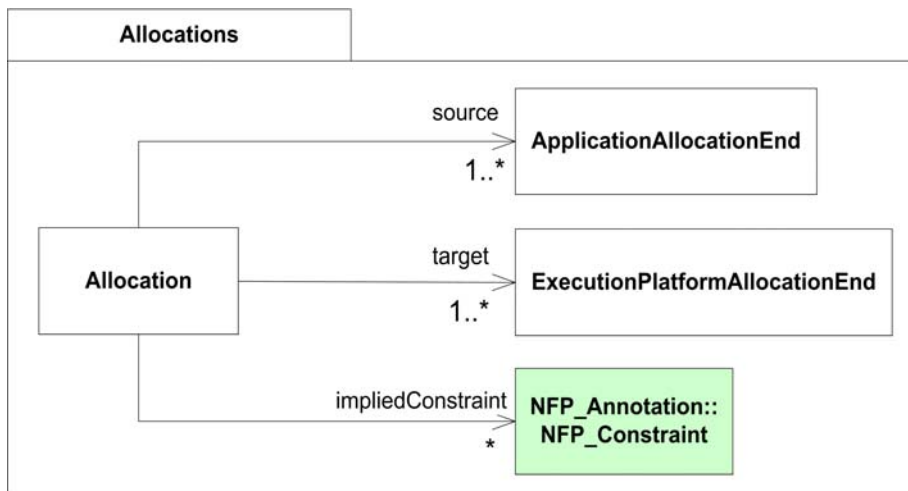 Allocations
source
1..*
ApplicationAllocationEnd
Allocation
target
1..*
ExecutionPlatformAllocationEnd
impliedConstraint
*
NFP_Annotation::
NFP_Constraint